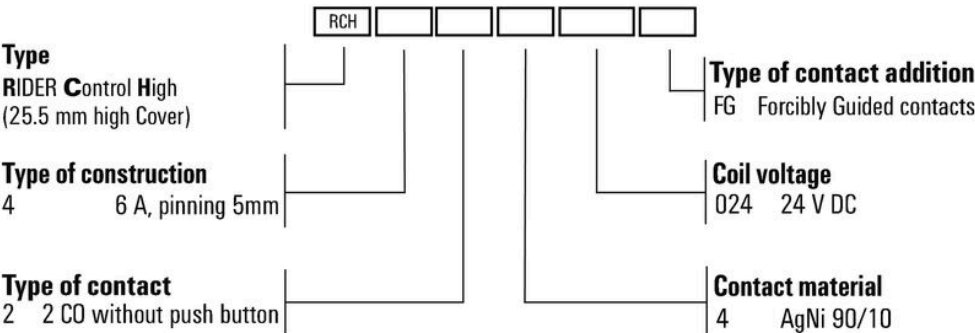 RCH
Type
RIDER Control High
(25.5 mm high Cover)
Type of contact addition
FG Forcibly Guided contacts
Type of construction
4 6 A, pinning 5mm
Coil voltage
024 24 V DC
Type of contact
2 2 CO without push button
Contact material
4 AgNi 90/10